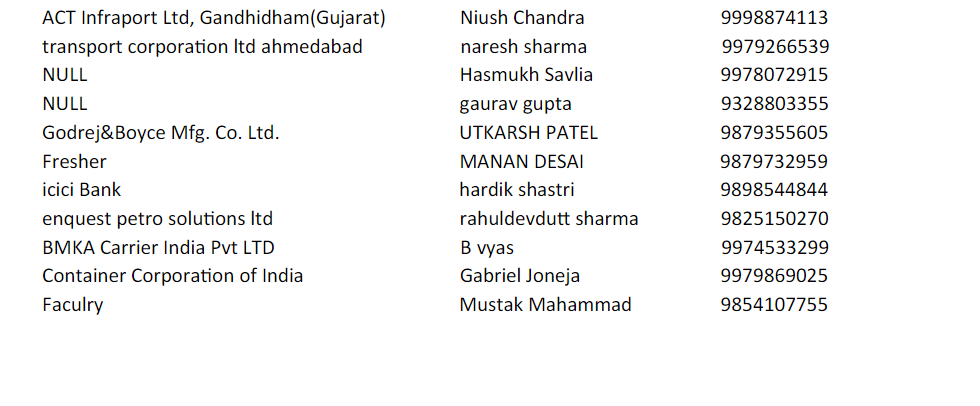 ACT Infraport Ltd, Gandhidham(Gujarat) Niush Chandra 9998874113
transport corporation ltd ahmedabad naresh sharma 9979266539
NULL Hasmukh Savlia 9978072915
NULL gaurav gupta 9328803355
Godrej&Boyce Mfg. Co. Ltd. UTKARSH PATEL 9879355605
Fresher MANAN DESAI 9879732959
icici Bank hardik shastri 9898544844
enquest petro solutions ltd rahuldevdutt sharma 9825150270
BMKA Carrier India Pvt LTD B vyas 9974533299
Container Corporation of India Gabriel Joneja 9979869025
Faculry Mustak Mahammad 9854107755